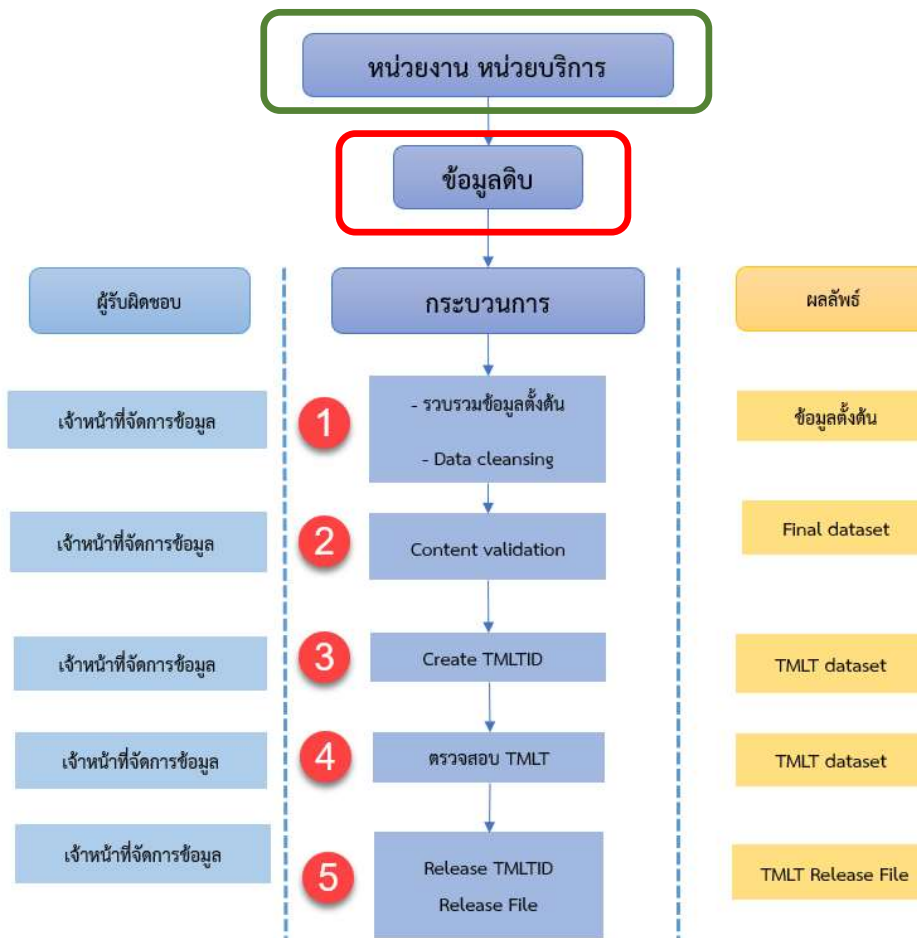 หน่วยงาน หน่วยบริการ
ข้อมูลดิบ
ผู้รับผิดชอบ
กระบวนการ
ผลลัพธ์
เจ้าหน้าที่จัดการข้อมูล
1
- รวบรวมข้อมูลตั้งต้น
- Data cleansing
ข้อมูลตั้งต้น
เจ้าหน้าที่จัดการข้อมูล
2
Content validation
Final dataset
เจ้าหน้าที่จัดการข้อมูล
3
Create TMLTID
TMLT dataset
เจ้าหน้าที่จัดการข้อมูล
4
ตรวจสอบ TMLT
TMLT dataset
เจ้าหน้าที่จัดการข้อมูล
5
Release TMLTID
Release File
TMLT Release File